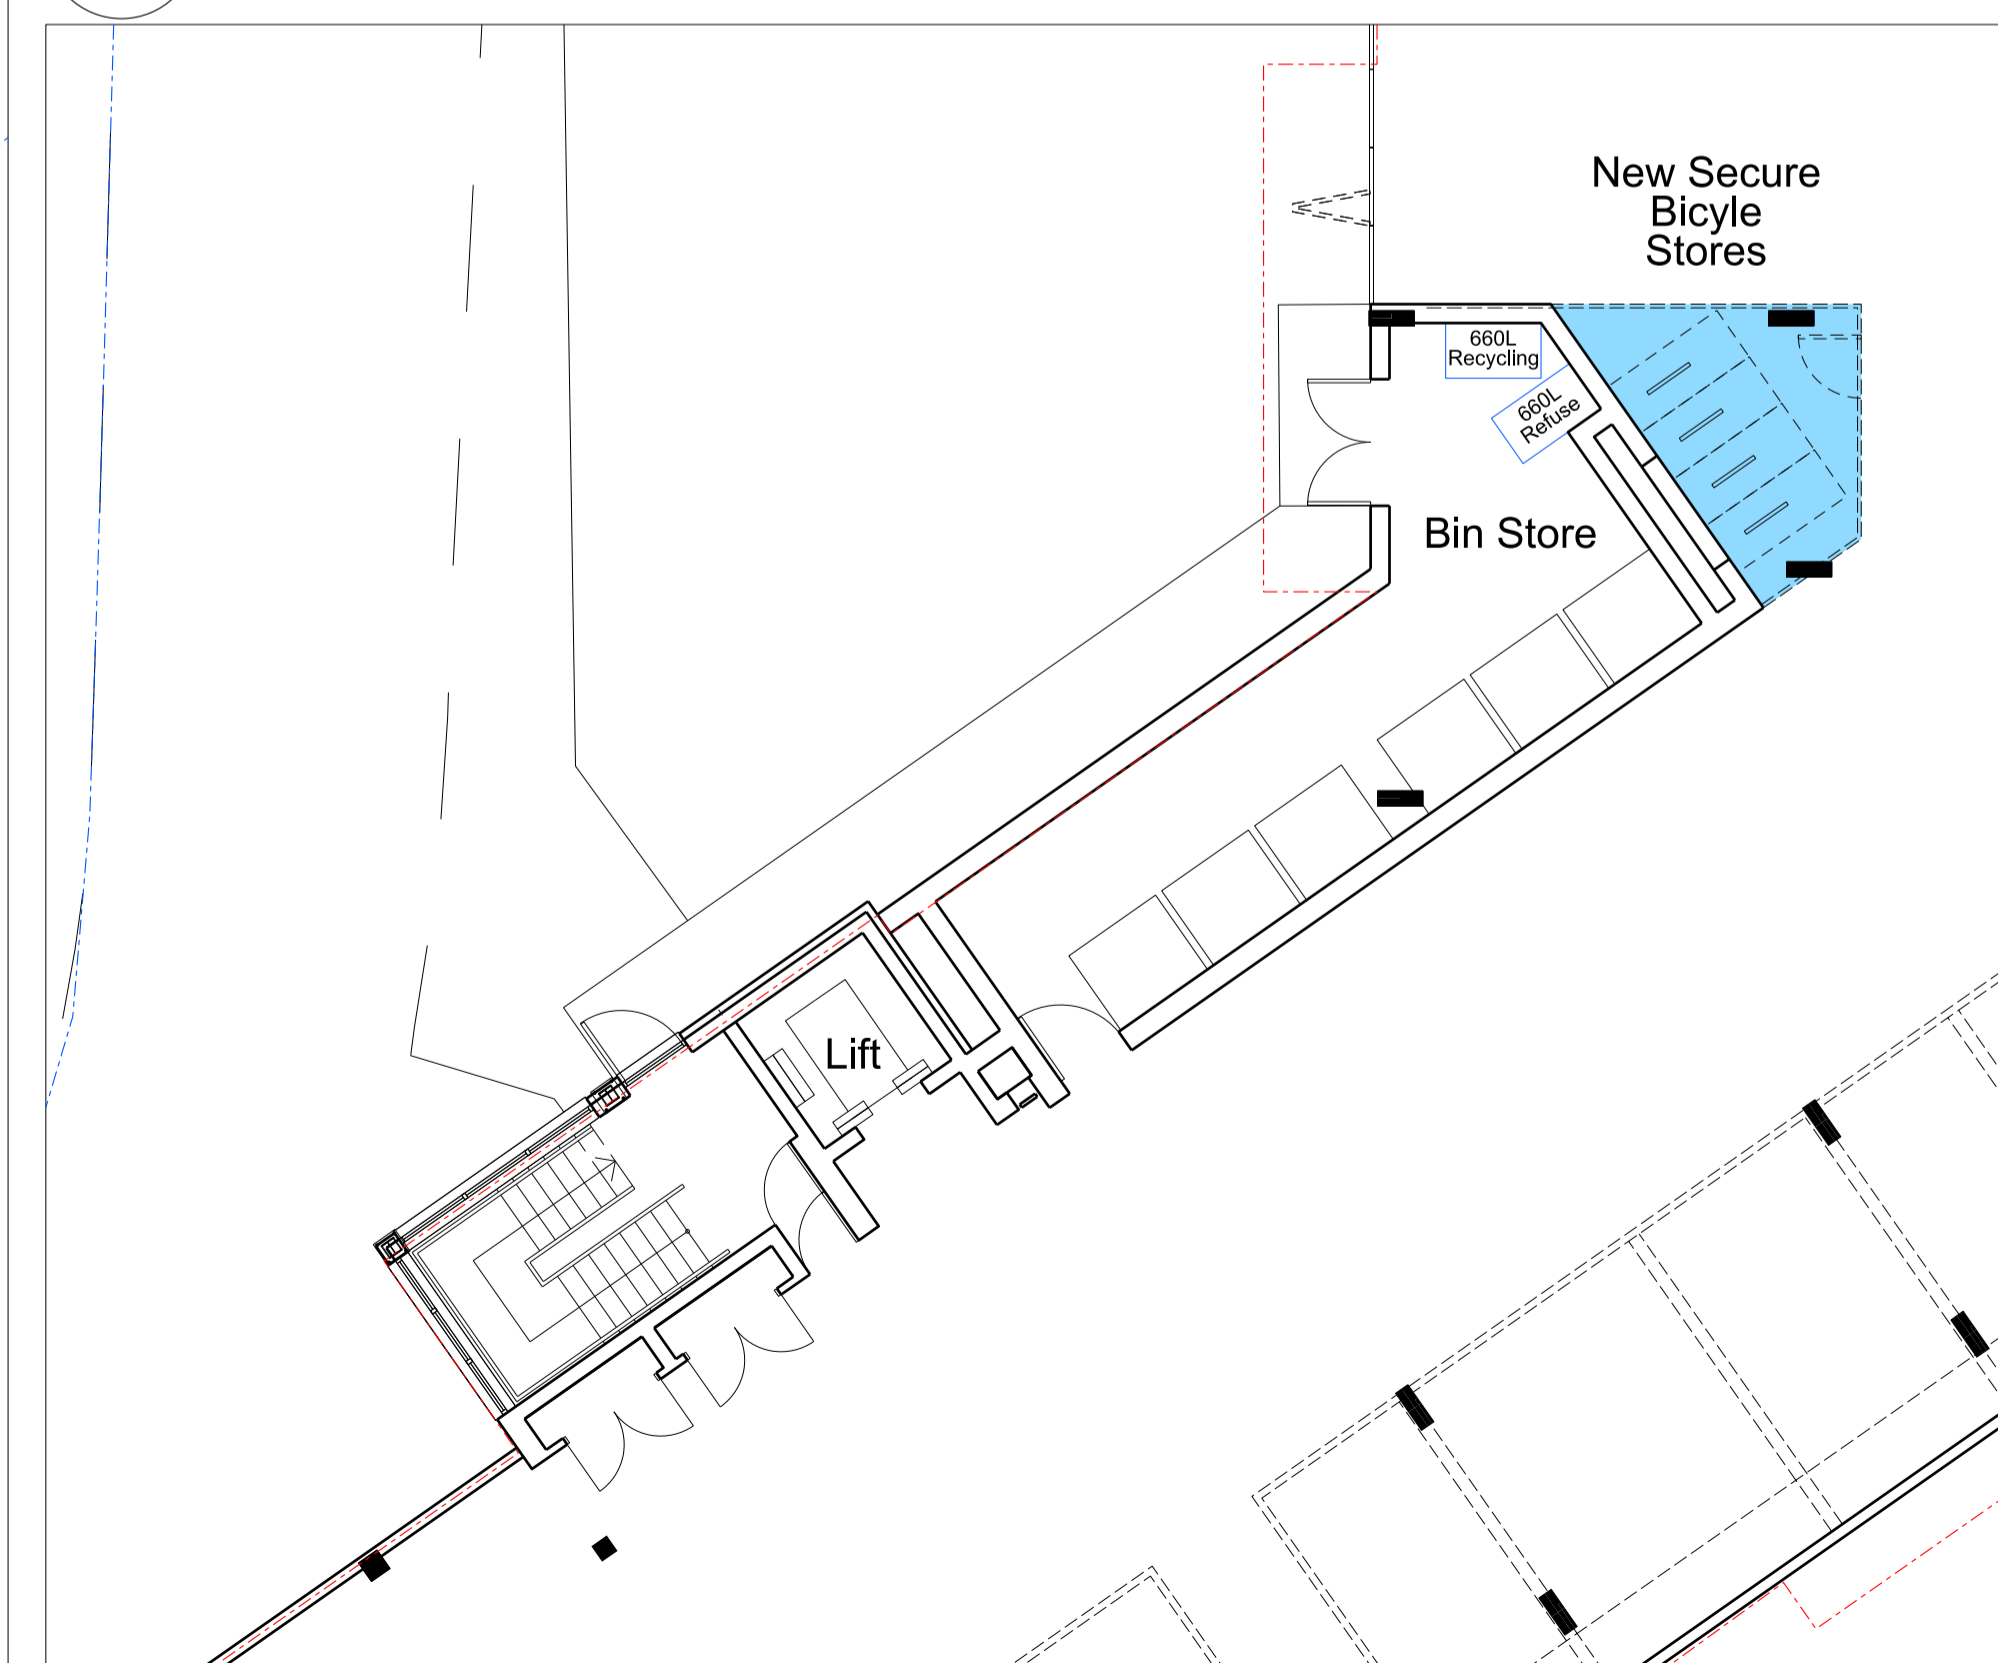 New Secure
Bicyle
Stores
660L
Recycling
660L
Refuse
Bin Store
Lift